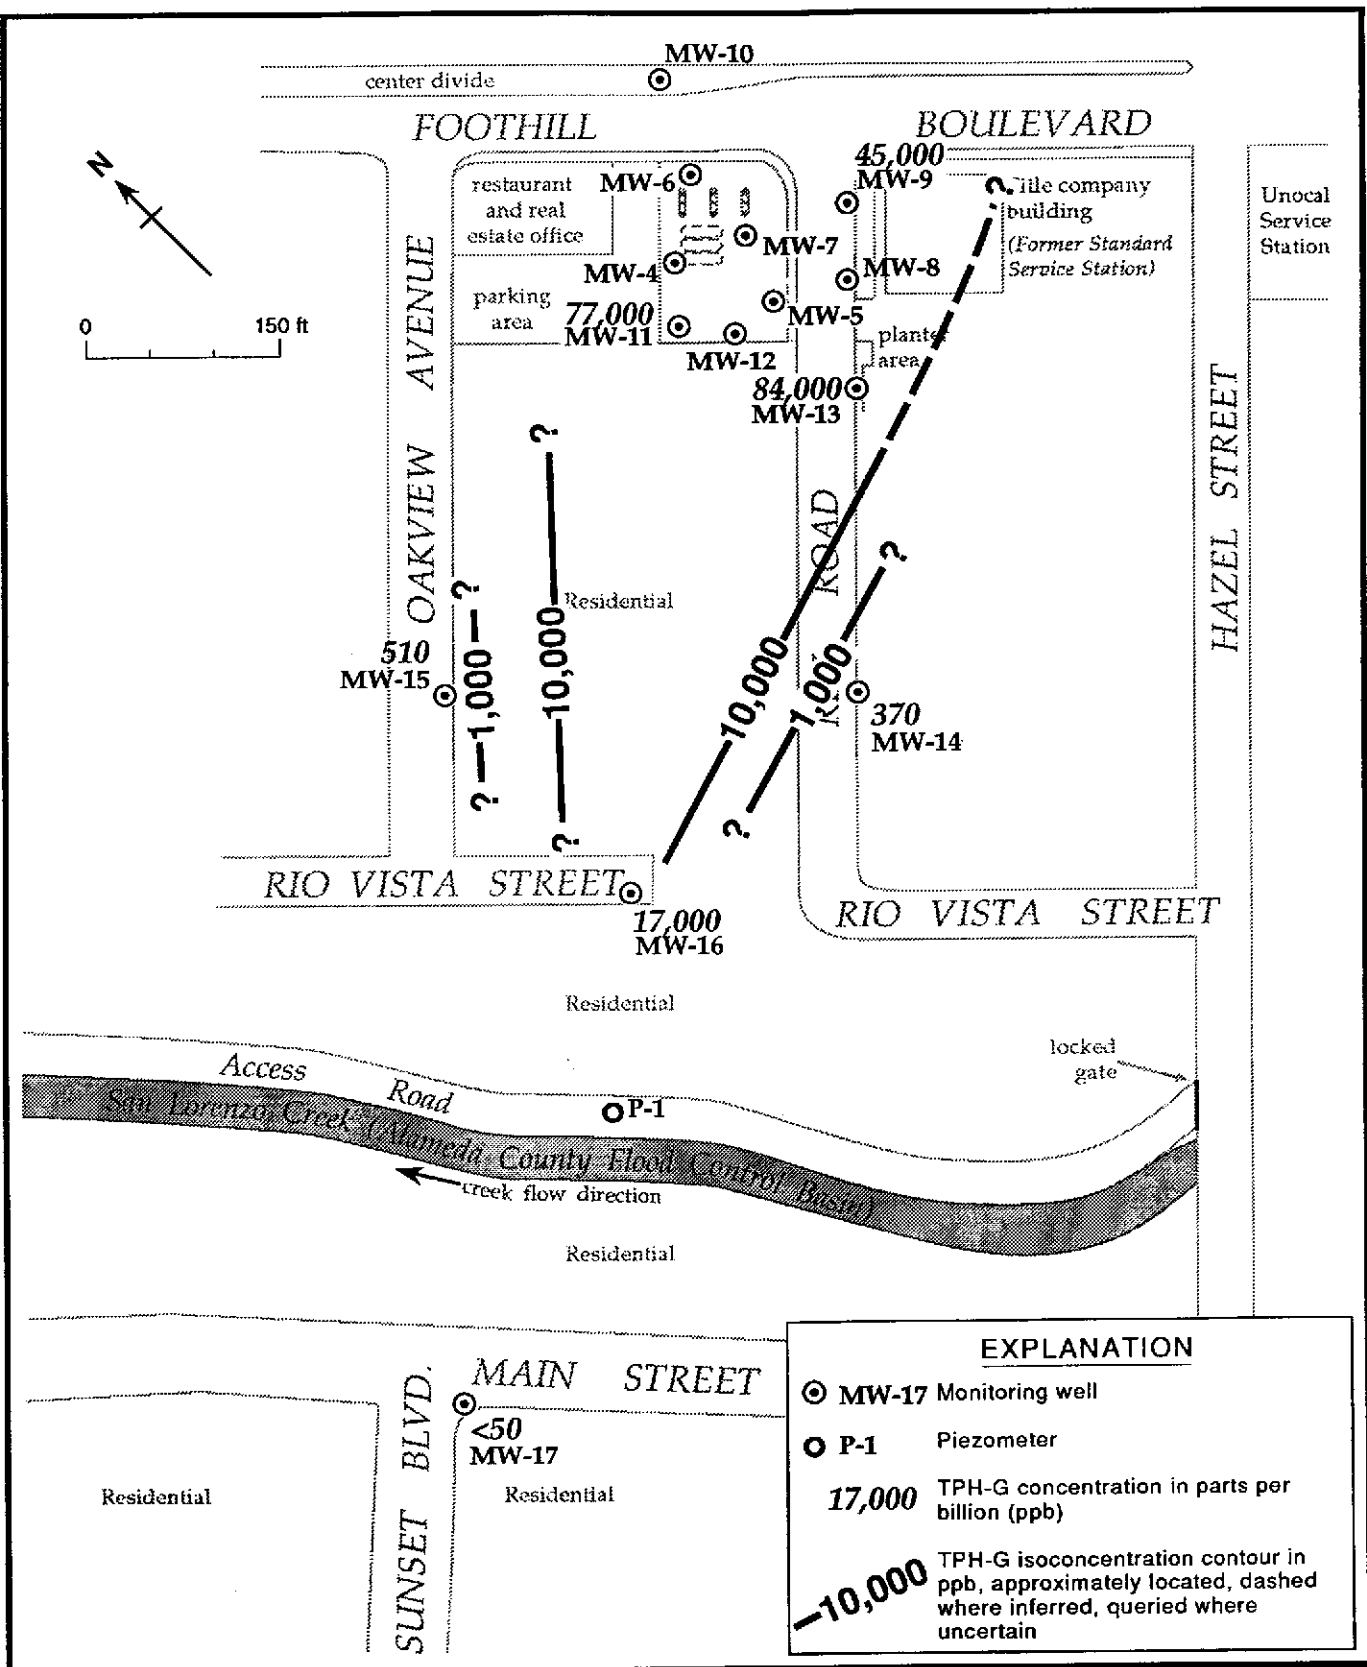 MW-10
center divide
FOOTHILL BOULEVARD
N
restaurant
and real
estate office
MW-6
45,000
MW-9
?
Tile company
building
(Former Standard
Service Station)
Unocal
Service
Station
MW-7
MW-4
MW-8
0 150 ft
parking
area
77,000
MW-11
MW-5
MW-12
planter
area
84,000
MW-13
OAKVIEW AVENUE
HAZEL STREET
ROAD
?
?
?
Residential
510
MW-15
1,000
10,000
10,000
1,000
370
MW-14
?
?
?
RIO VISTA STREET
17,000
MW-16
RIO VISTA STREET
Residential
locked
gate
Access Road
P-1
San Lorenzo Creek (Alameda County Flood Control Basin)
creek flow direction
Residential
MAIN STREET
SUNSET BLVD.
<50
MW-17
Residential
Residential
EXPLANATION
MW-17 Monitoring well
P-1 Piezometer
17,000 TPH-G concentration in parts per
billion (ppb)
10,000 TPH-G isoconcentration contour in
ppb, approximately located, dashed
where inferred, queried where
uncertain